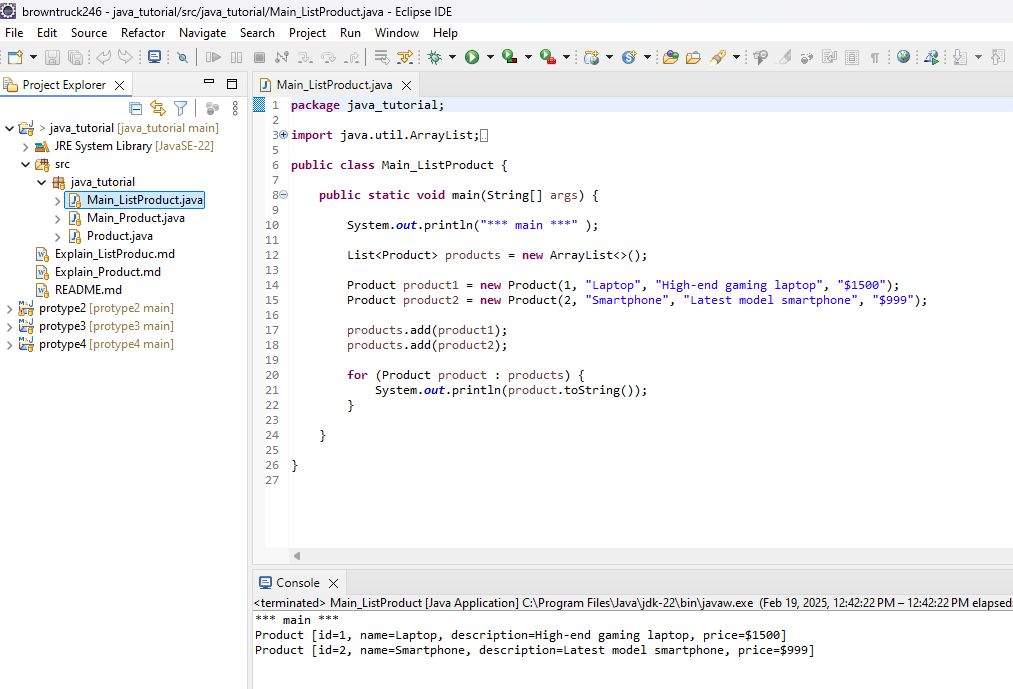 browntruck246 - java_tutorial/src/java_tutorial/Main_ListProduct.java - Eclipse IDE
File Edit Source Refactor Navigate Search Project Run Window Help
Project Explorer
> java_tutorial [java_tutorial main]
JRE System Library [JavaSE-22]
src
java_tutorial
Main_ListProduct.java
Main_Product.java
Product.java
Explain_ListProduc.md
Explain_Product.md
README.md
protype2 [protype2 main]
protype3 [protype3 main]
protype4 [protype4 main]
Main_ListProduct.java
1 package java_tutorial;
2
3 import java.util.ArrayList;
5
6 public class Main_ListProduct {
7
8     public static void main(String[] args) {
9
10         System.out.println("*** main ***" );
11
12         List<Product> products = new ArrayList<>();
13
14         Product product1 = new Product(1, "Laptop", "High-end gaming laptop", "$1500");
15         Product product2 = new Product(2, "Smartphone", "Latest model smartphone", "$999");
16
17         products.add(product1);
18         products.add(product2);
19
20         for (Product product : products) {
21             System.out.println(product.toString());
22         }
23
24     }
25
26 }
27
Console
<terminated> Main_ListProduct [Java Application] C:\Program Files\Java\jdk-22\bin\javaw.exe (Feb 19, 2025, 12:42:22 PM – 12:42:22 PM elapsed:
*** main ***
Product [id=1, name=Laptop, description=High-end gaming laptop, price=$1500]
Product [id=2, name=Smartphone, description=Latest model smartphone, price=$999]